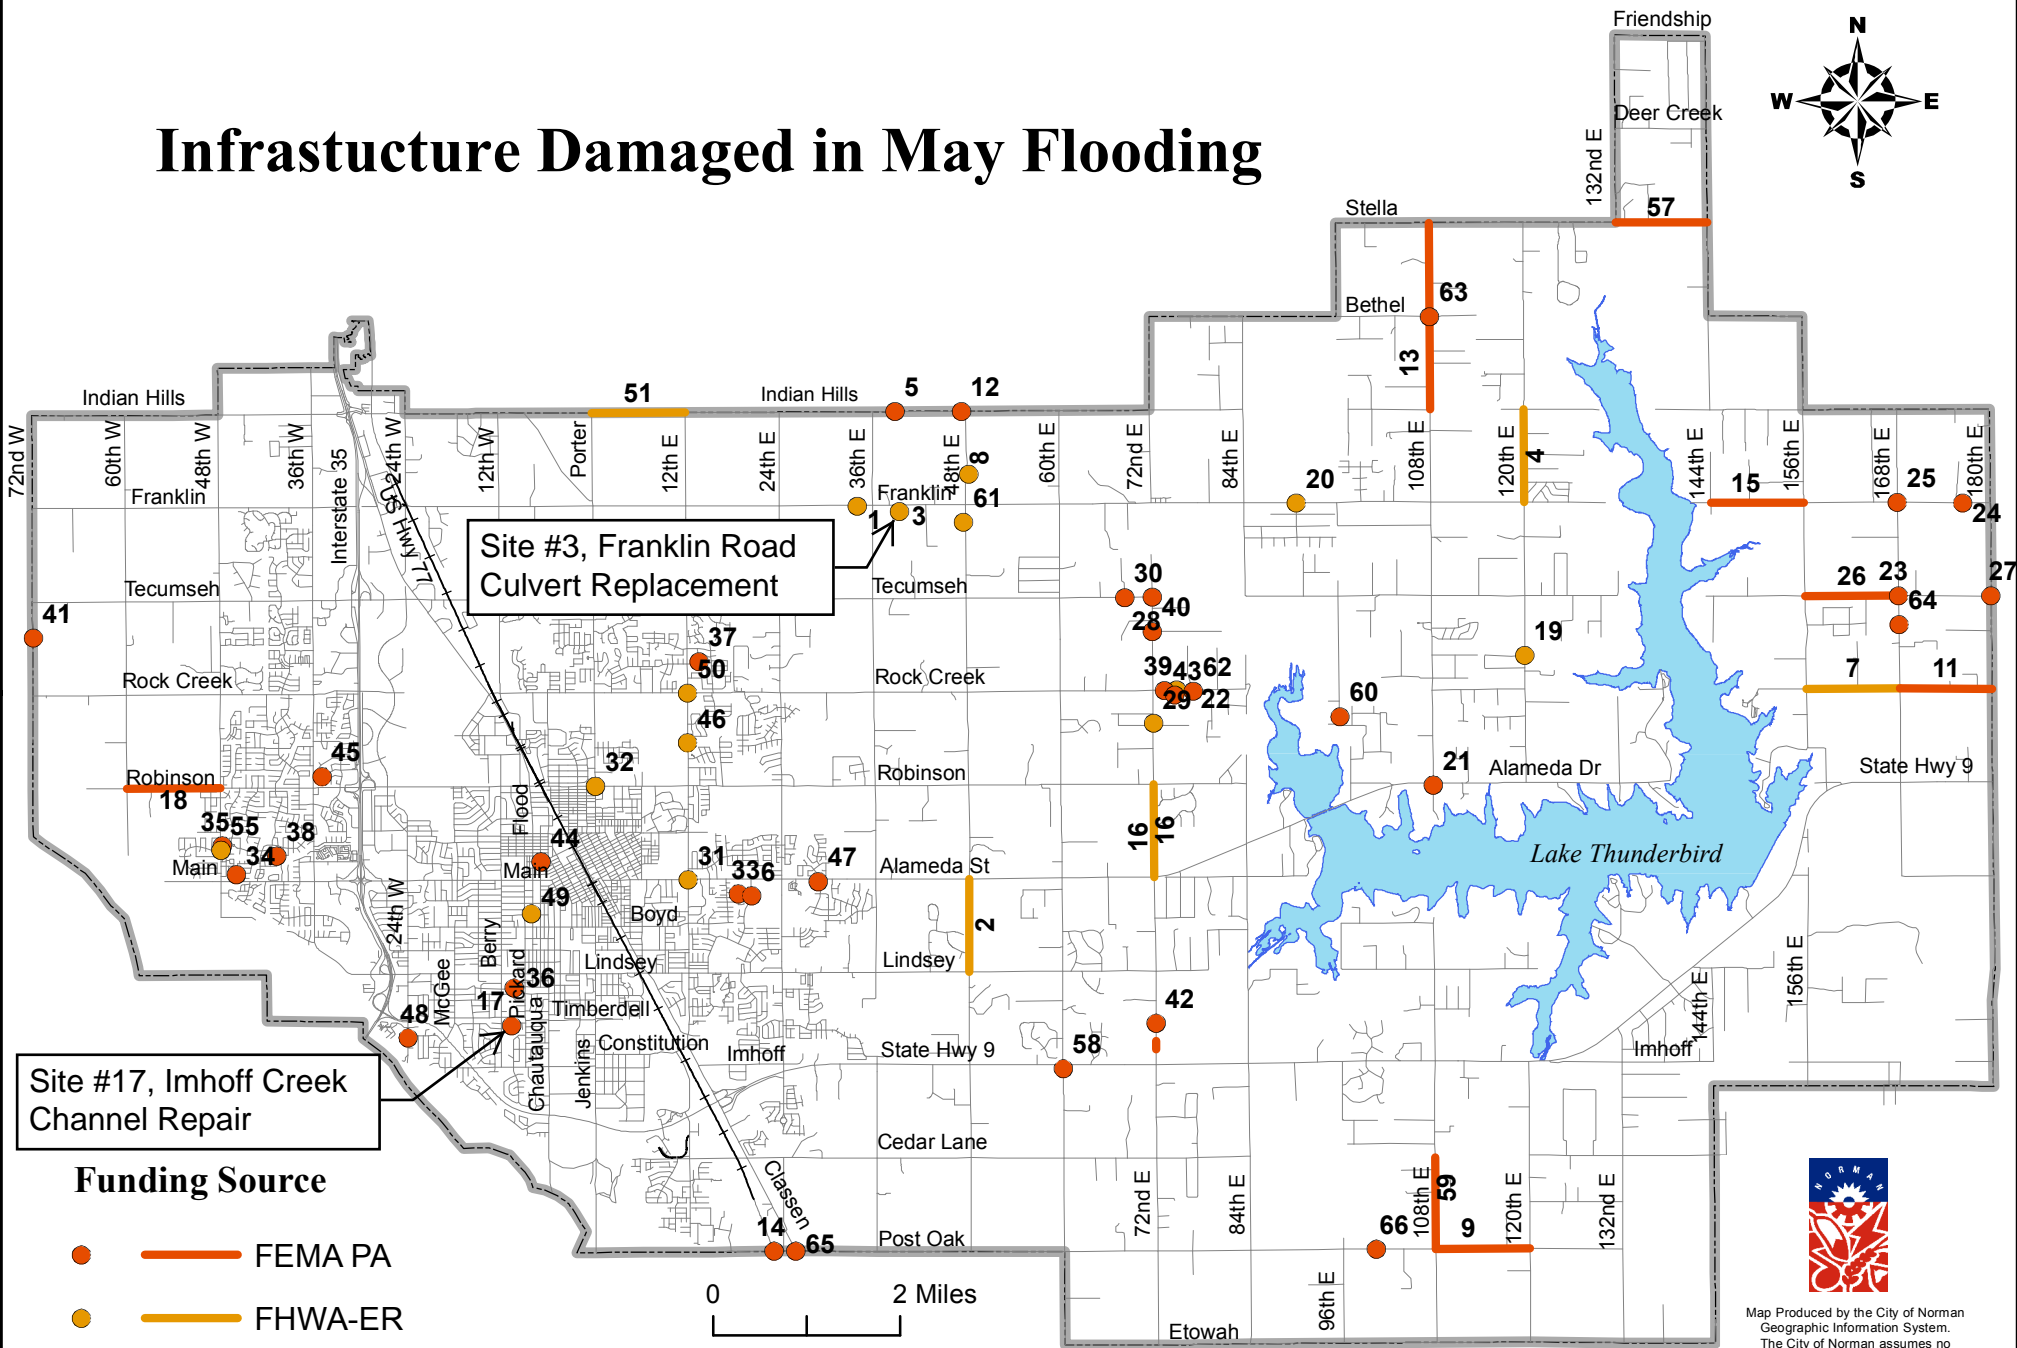 Friendship
N
W
E
S
Deer Creek
Infrastucture Damaged in May Flooding
132nd E
Stella
57
Bethel
63
13
Indian Hills
51
Indian Hills
5
12
72nd W
60th W
48th W
36th W
Interstate 35
24th W
US Hwy 77
12th W
Porter
12th E
24th E
36th E
48th E
8
60th E
72nd E
84th E
108th E
120th E
4
144th E
156th E
168th E
180th E
Franklin
Franklin
1
3
61
20
15
25
24
Site #3, Franklin Road
Culvert Replacement
Tecumseh
Tecumseh
30
40
28
26
23
64
27
41
19
37
50
Rock Creek
Rock Creek
39
43
62
29
22
7
11
46
60
45
32
Robinson
18
Robinson
21
Alameda Dr
State Hwy 9
Flood
35
55
38
34
Main
44
Main
31
33
6
47
Alameda St
16
16
Lake Thunderbird
49
Boyd
24th W
Berry
2
Lindsey
Lindsey
156th E
McGee
36
17
Pickard
Timberdell
48
42
144th E
Chautauqua
Jenkins
Constitution
Imhoff
State Hwy 9
58
Imhoff
Site #17, Imhoff Creek
Channel Repair
Cedar Lane
Classen
72nd E
84th E
108th E
59
120th E
132nd E
NORMAN
Funding Source
14
65
Post Oak
66
9
FEMA PA
0
2 Miles
96th E
FHWA-ER
Etowah
Map Produced by the City of Norman
Geographic Information System.
The City of Norman assumes no